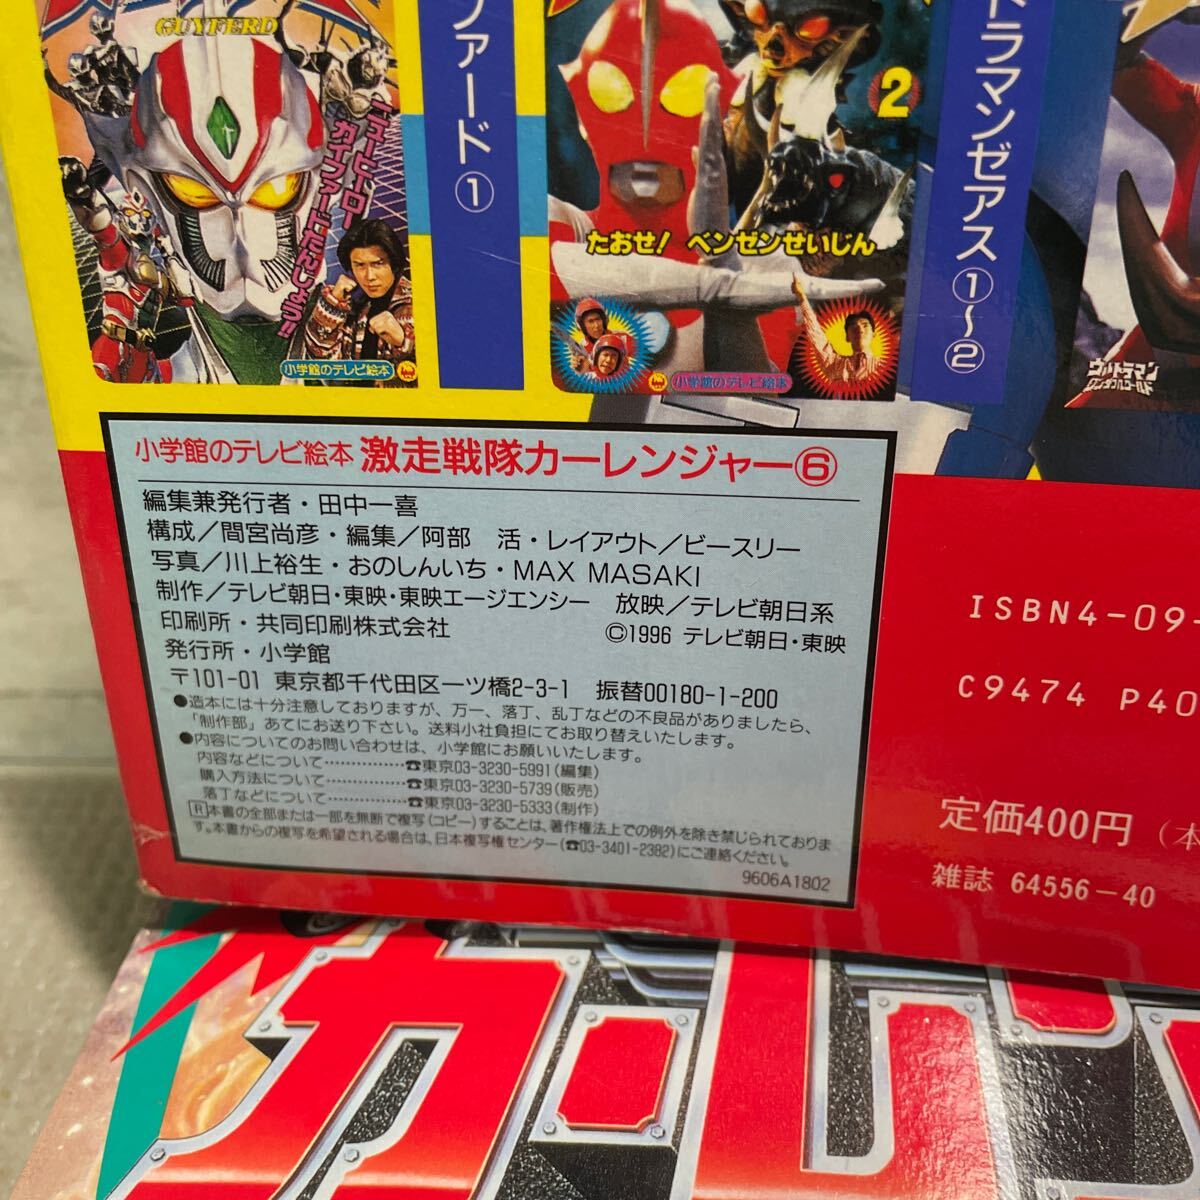 GUYFERD
ニューヒーロー
ガイファードたんじょう!!
小学館のテレビ絵本
ファード①
2
たおせ! ベンゼンせいじん
小学館のテレビ絵本
トラマンゼアス①〜②
ウルトラマン
小学館のテレビ絵本 激走戦隊カーレンジャー⑥
編集兼発行者・田中一喜
構成／間宮尚彦・編集／阿部 活・レイアウト／ビースリー
写真／川上裕生・おのしんいち・MAX MASAKI
制作／テレビ朝日・東映・東映エージエンシー 放映／テレビ朝日系
印刷所・共同印刷株式会社 ©1996 テレビ朝日・東映
発行所・小学館
〒101-01 東京都千代田区一ツ橋2-3-1 振替00180-1-200
●造本には十分注意しておりますが、万一、落丁、乱丁などの不良品がありましたら、
「制作部」あてにお送り下さい。送料小社負担にてお取り替えいたします。
●内容についてのお問い合わせは、小学館にお願いいたします。
内容などについて……………☎東京03-3230-5991(編集)
購入方法について……………☎東京03-3230-5739(販売)
落丁などについて……………☎東京03-3230-5333(制作)
R本書の全部または一部を無断で複写(コピー)することは、著作権法上での例外を除き禁じられておりま
す。本書からの複写を希望される場合は、日本複写権センター(☎03-3401-2382)にご連絡ください。
9606A1802
ISBN4-09-
C9474 P40
定価400円(本
雑誌 64556-40
カーレ